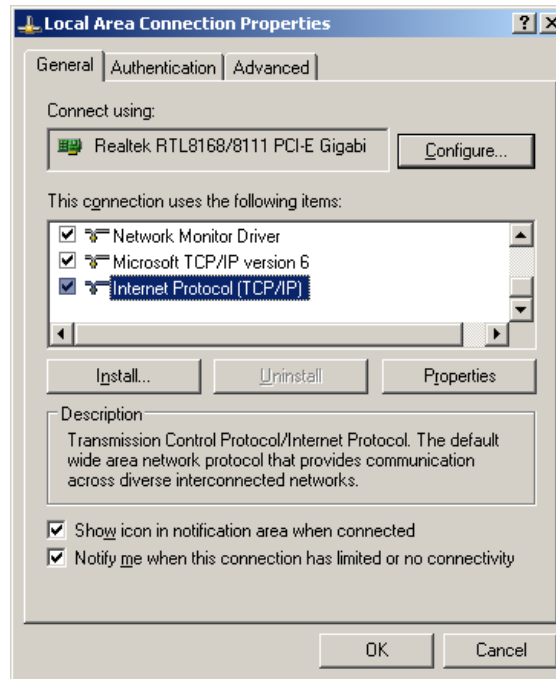 Local Area Connection Properties
General
Authentication
Advanced
Connect using:
Realtek RTL8168/8111 PCI-E Gigabi
Configure...
This connection uses the following items:
Network Monitor Driver
Microsoft TCP/IP version 6
Internet Protocol (TCP/IP)
Install...
Uninstall
Properties
Description
Transmission Control Protocol/Internet Protocol. The default
wide area network protocol that provides communication
across diverse interconnected networks.
Show icon in notification area when connected
Notify me when this connection has limited or no connectivity
OK
Cancel